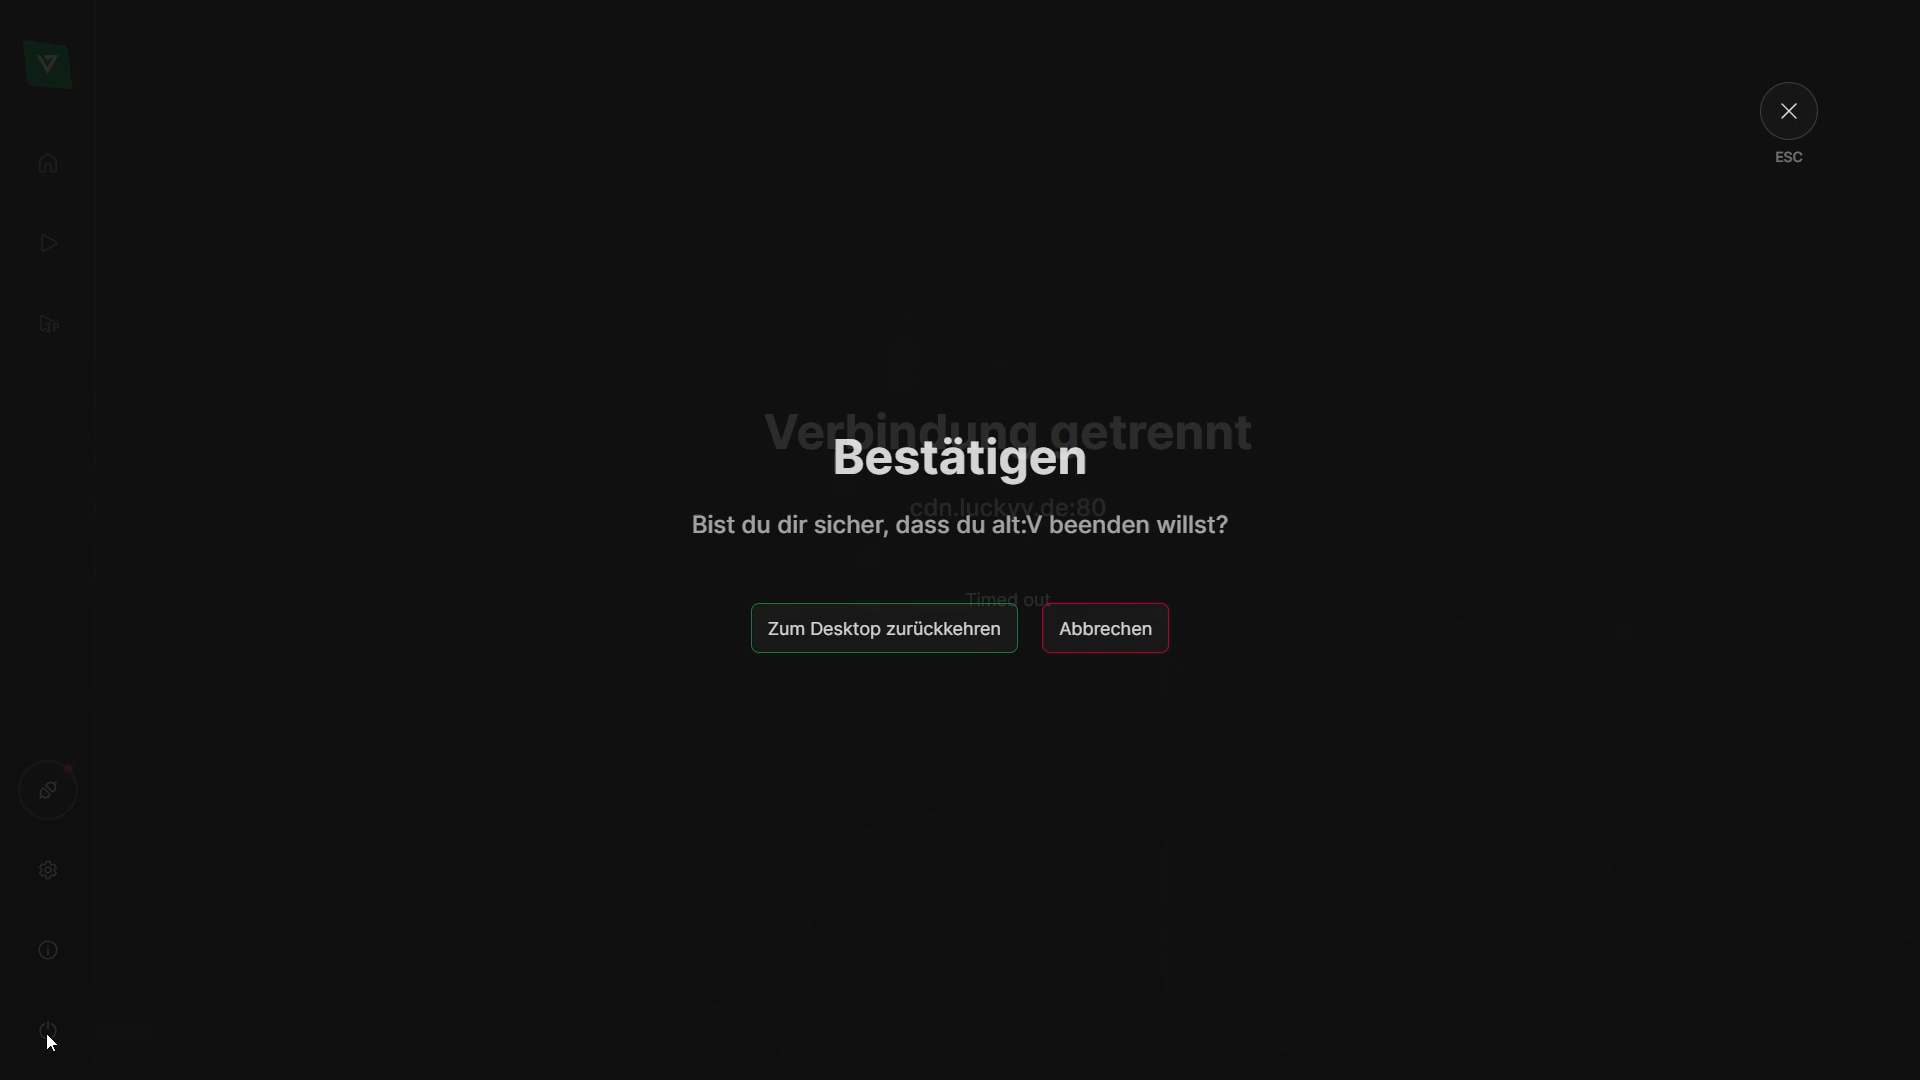 ESC
Verbindung getrennt
Bestätigen
cdn.luckyv.de:80
Bist du dir sicher, dass du alt:V beenden willst?
Timed out
Zum Desktop zurückkehren
Abbrechen